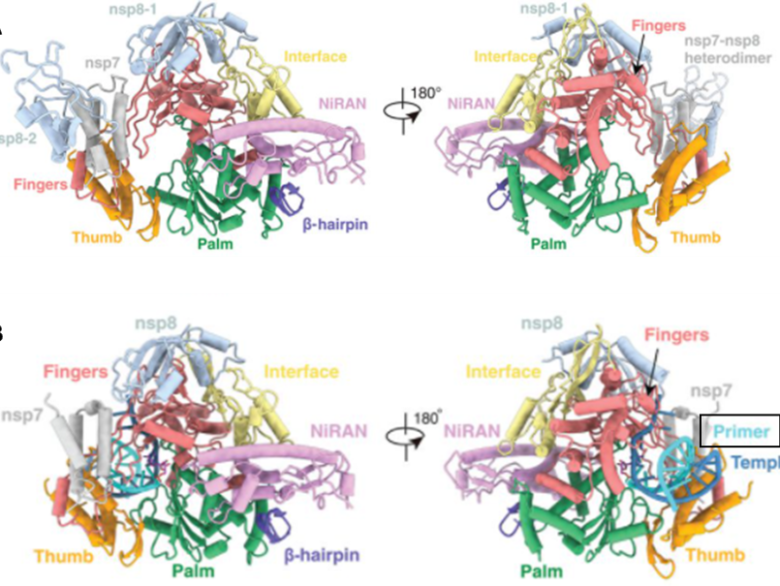 nsp8-1
nsp7
Interface
NiRAN
sp8-2
Fingers
Thumb
Palm
β-hairpin
180°
nsp8-1
Fingers
Interface
nsp7-nsp8
heterodimer
NiRAN
Palm
Thumb
nsp8
Fingers
Interface
nsp7
NiRAN
Thumb
Palm
β-hairpin
180°
nsp8
Fingers
Interface
nsp7
NiRAN
Primer
Templ
Palm
Thumb